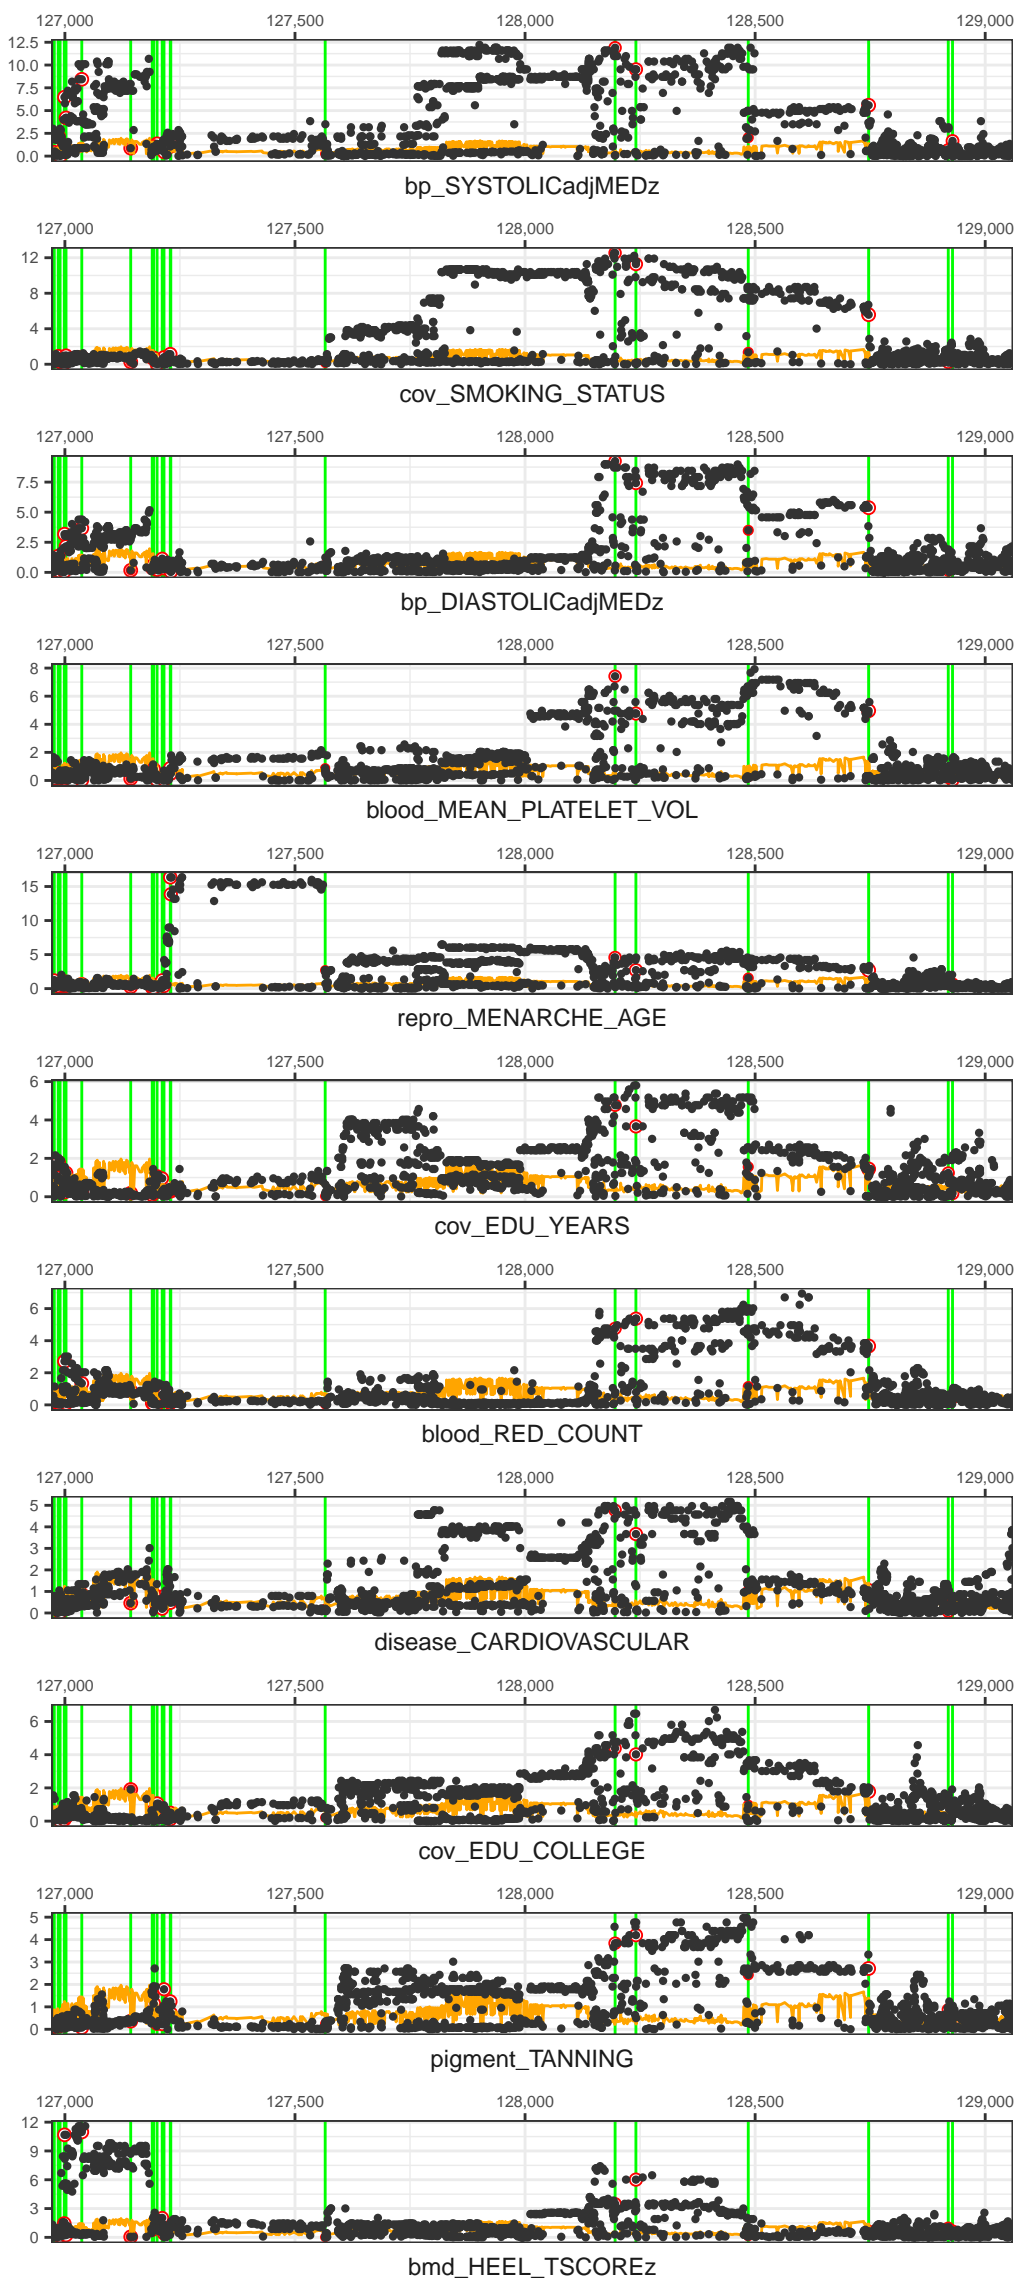 127,000 127,500 128,000 128,500 129,000
12.5
10.0
7.5
5.0
2.5
0.0
bp_SYSTOLICadjMEDz
127,000 127,500 128,000 128,500 129,000
12
8
4
0
cov_SMOKING_STATUS
127,000 127,500 128,000 128,500 129,000
7.5
5.0
2.5
0.0
bp_DIASTOLICadjMEDz
127,000 127,500 128,000 128,500 129,000
8
6
4
2
0
blood_MEAN_PLATELET_VOL
127,000 127,500 128,000 128,500 129,000
15
10
5
0
repro_MENARCHE_AGE
127,000 127,500 128,000 128,500 129,000
6
4
2
0
cov_EDU_YEARS
127,000 127,500 128,000 128,500 129,000
6
4
2
0
blood_RED_COUNT
127,000 127,500 128,000 128,500 129,000
5
4
3
2
1
0
disease_CARDIOVASCULAR
127,000 127,500 128,000 128,500 129,000
6
4
2
0
cov_EDU_COLLEGE
127,000 127,500 128,000 128,500 129,000
5
4
3
2
1
0
pigment_TANNING
127,000 127,500 128,000 128,500 129,000
12
9
6
3
0
bmd_HEEL_TSCOREz